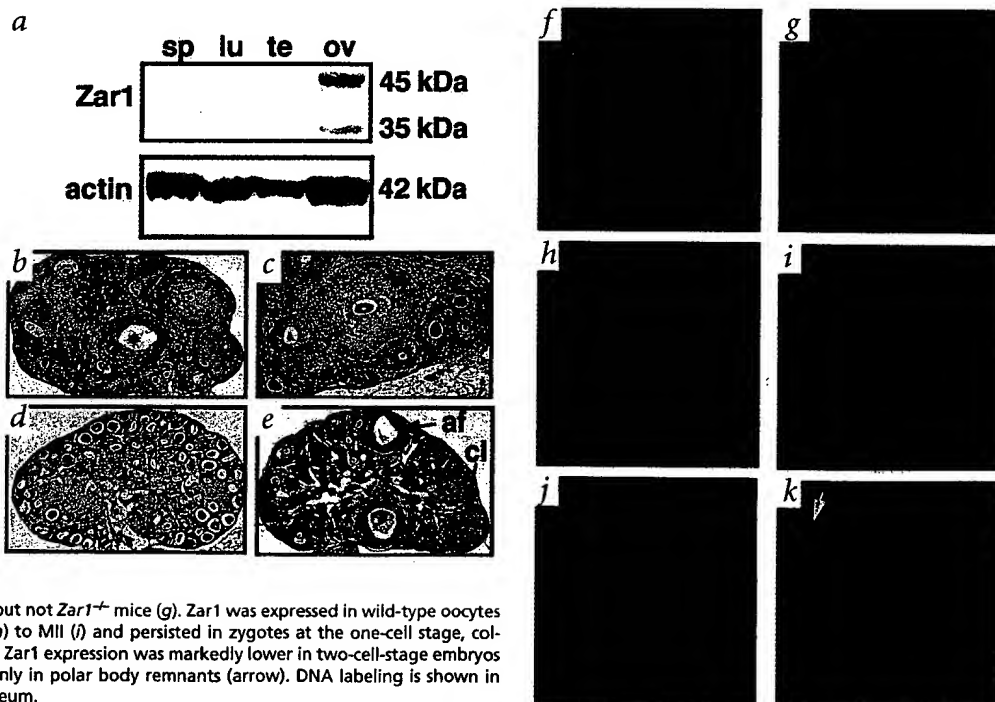 a
sp lu te ov
Zar1
45 kDa
35 kDa
actin
42 kDa
b
c
d
e
af
cl
f
g
h
i
j
k
but not Zar1-/- mice (g). Zar1 was expressed in wild-type oocytes
) to MII (i) and persisted in zygotes at the one-cell stage, col-
Zar1 expression was markedly lower in two-cell-stage embryos
nly in polar body remnants (arrow). DNA labeling is shown in
eum.